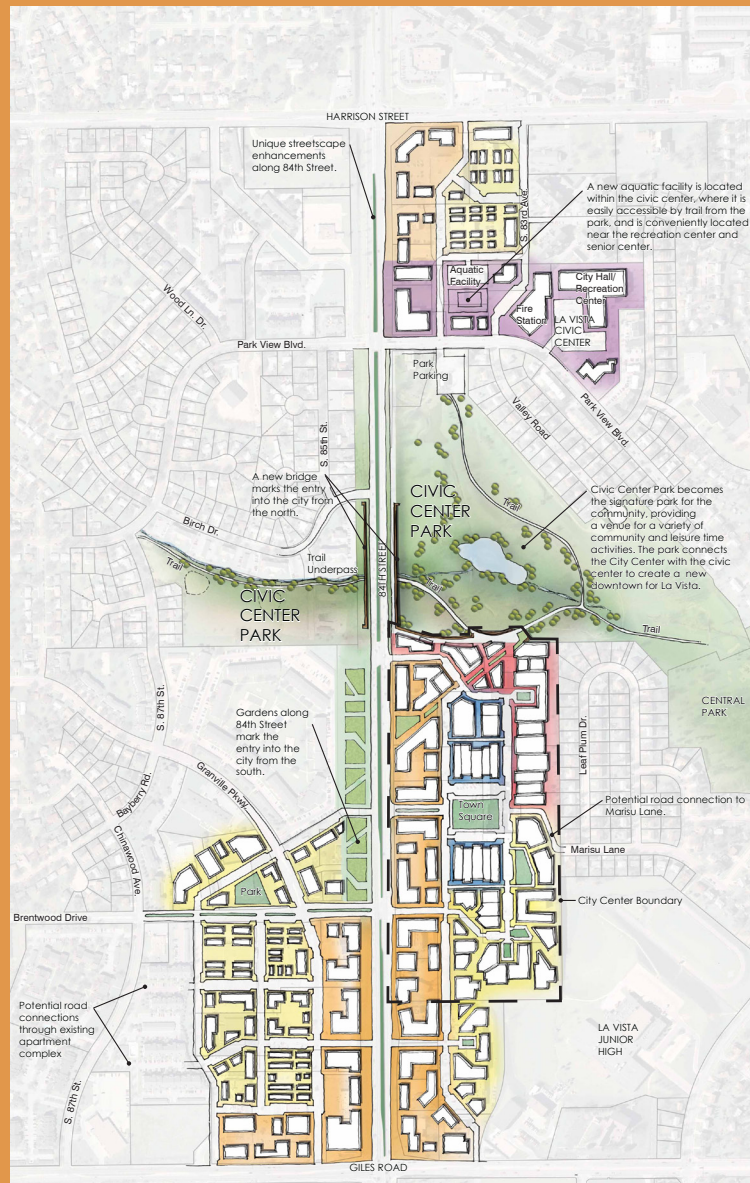 HARRISON STREET
Unique streetscape
enhancements
along 84th Street.
A new aquatic facility is located
within the civic center, where it is
easily accessible by trail from the
park, and is conveniently located
near the recreation center and
senior center.
S. 83rd Ave.
Aquatic
Facility
City Hall/
Recreation
Center
Fire
Station
LA VISTA
CIVIC
CENTER
Wood Ln. Dr.
Park View Blvd.
Park
Parking
Valley Road
Park View Blvd.
S. 85th St.
A new bridge
marks the entry
into the city from
the north.
CIVIC
CENTER
PARK
Trail
Civic Center Park becomes
the signature park for the
community, providing
a venue for a variety of
community and leisure time
activities. The park connects
the City Center with the civic
center to create a new
downtown for La Vista.
Birch Dr.
Trail
Trail
Underpass
84TH STREET
Trail
CIVIC
CENTER
PARK
Trail
CENTRAL
PARK
S. 87th St.
Gardens along
84th Street
mark the
entry into the
city from the
south.
Leaf Plum Dr.
Granville Pkwy.
Bayberry Rd.
Town
Square
Potential road connection to
Marisu Lane.
Chinawood Ave.
Marisu Lane
Park
City Center Boundary
Brentwood Drive
Potential road
connections
through existing
apartment
complex
LA VISTA
JUNIOR
HIGH
S. 87th St.
GILES ROAD